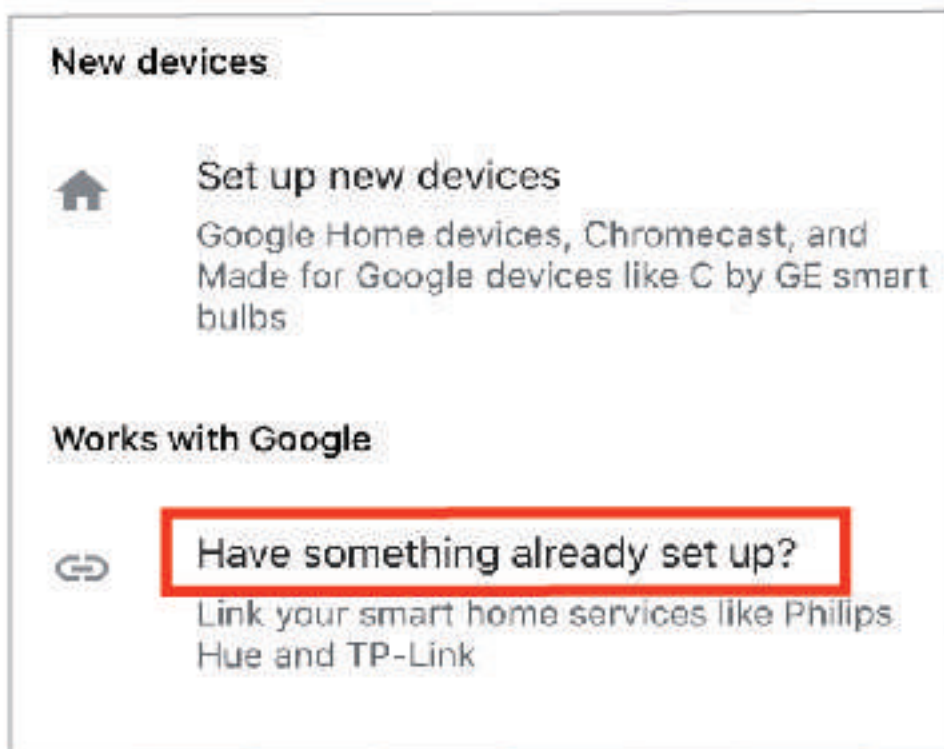 New devices
Set up new devices
Google Home devices, Chromecast, and
Made for Google devices like C by GE smart
bulbs
Works with Google
Have something already set up?
Link your smart home services like Philips
Hue and TP-Link